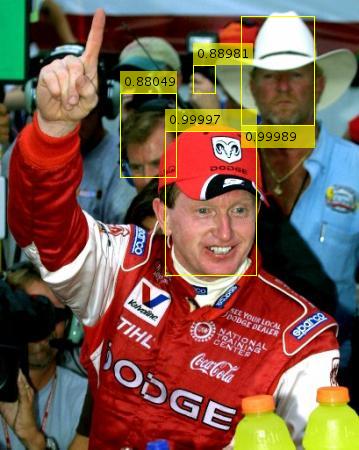 0.88981
0.88049
0.99997
0.99989
DODGE
SPARCO
Valvoline
STIHL
SEE YOUR LOCAL
DODGE DEALER
NATIONAL
TRAINING
CENTER
Coca-Cola
sparco
DODGE